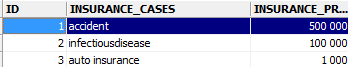 ID INSURANCE_CASES INSURANCE_PR...
1 accident 500 000
2 infectiousdisease 100 000
3 auto insurance 1 000